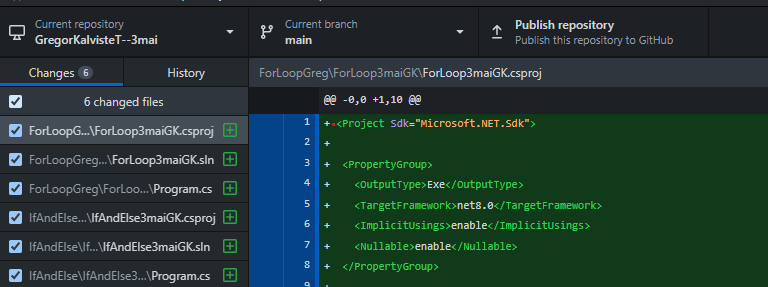 Current repository
GregorKalvisteT--3mai
Current branch
main
Publish repository
Publish this repository to GitHub
Changes 6
History
ForLoopGreg\ForLoop3maiGK\ForLoop3maiGK.csproj
6 changed files
ForLoopG...\ForLoop3maiGK.csproj
ForLoopGreg...\ForLoop3maiGK.sln
ForLoopGreg\ForLoo...\Program.cs
IfAndElse...\IfAndElse3maiGK.csproj
IfAndElse\If...\IfAndElse3maiGK.sln
IfAndElse\IfAndElse3...\Program.cs
@@ -0,0 +1,10 @@
1 +<Project Sdk="Microsoft.NET.Sdk">
2 +
3 + <PropertyGroup>
4 + <OutputType>Exe</OutputType>
5 + <TargetFramework>net8.0</TargetFramework>
6 + <ImplicitUsings>enable</ImplicitUsings>
7 + <Nullable>enable</Nullable>
8 + </PropertyGroup>
9 +